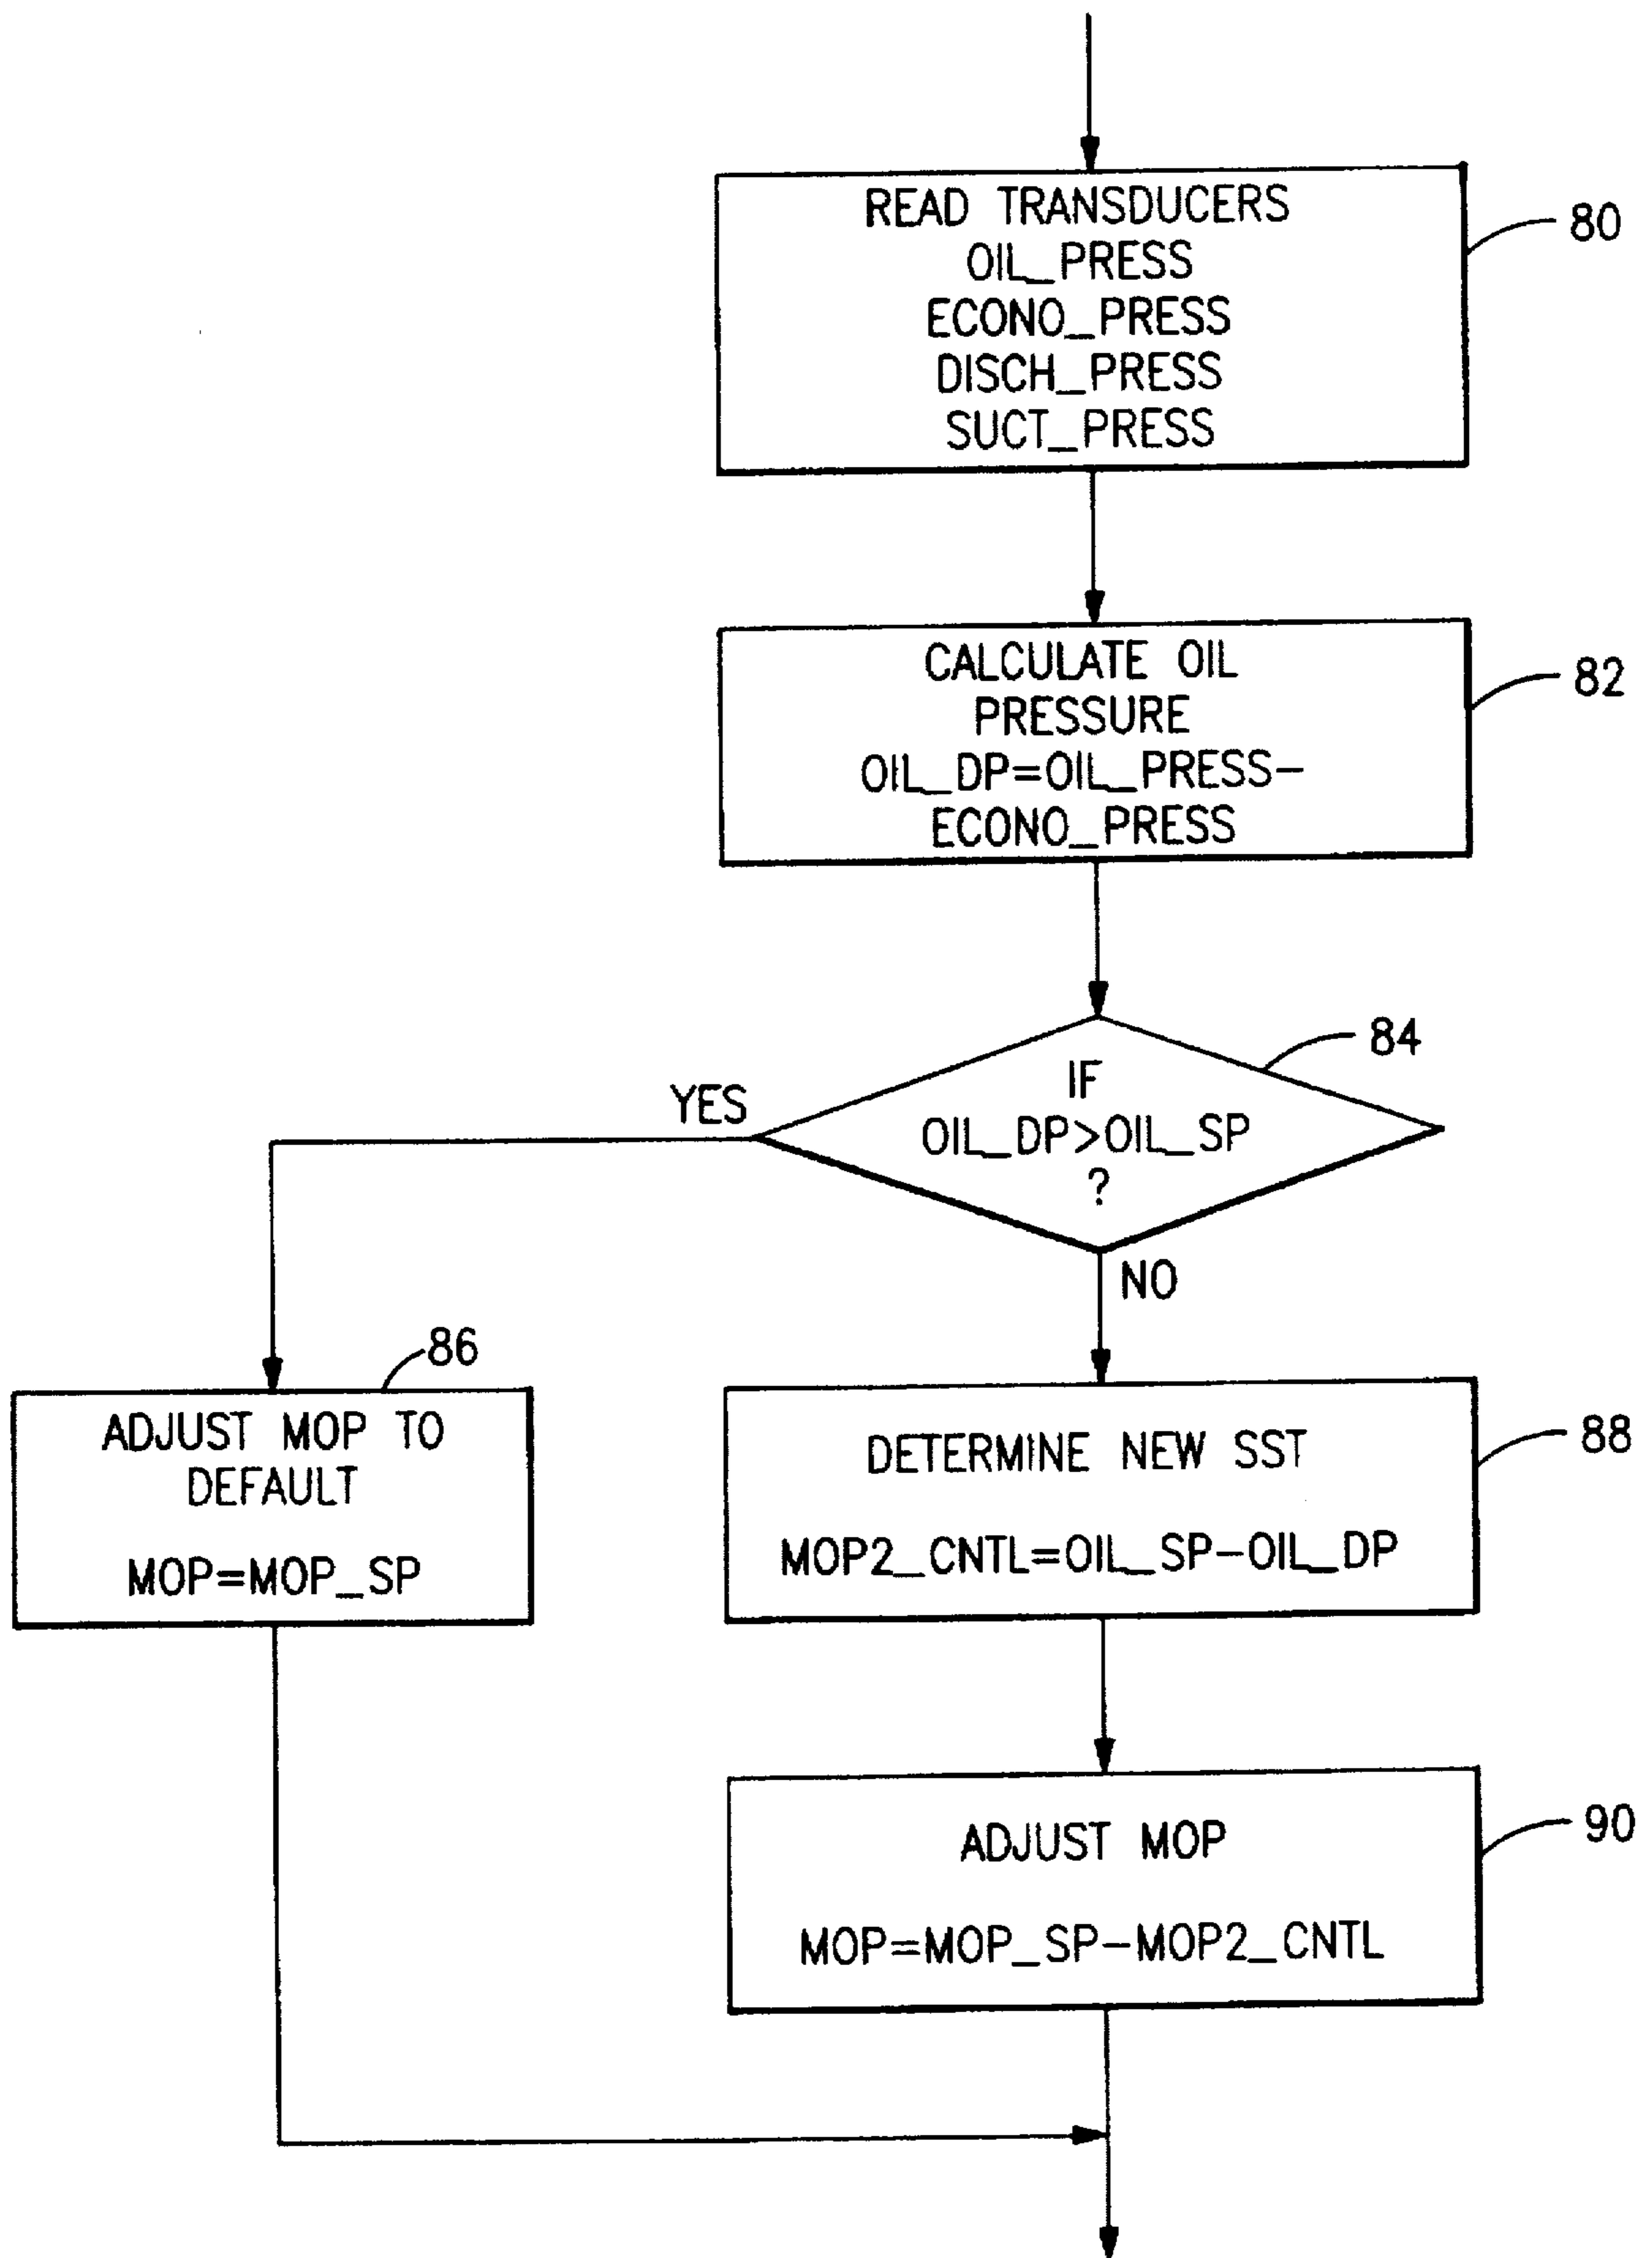 READ TRANSDUCERS
OIL_PRESS
ECONO_PRESS
DISCH_PRESS
SUCT_PRESS
80
CALCULATE OIL
PRESSURE
OIL_DP=OIL_PRESS-
ECONO_PRESS
82
IF
OIL_DP>OIL_SP
?
84
YES
NO
86
ADJUST MOP TO
DEFAULT
MOP=MOP_SP
DETERMINE NEW SST
MOP2_CNTL=OIL_SP-OIL_DP
88
ADJUST MOP
MOP=MOP_SP-MOP2_CNTL
90